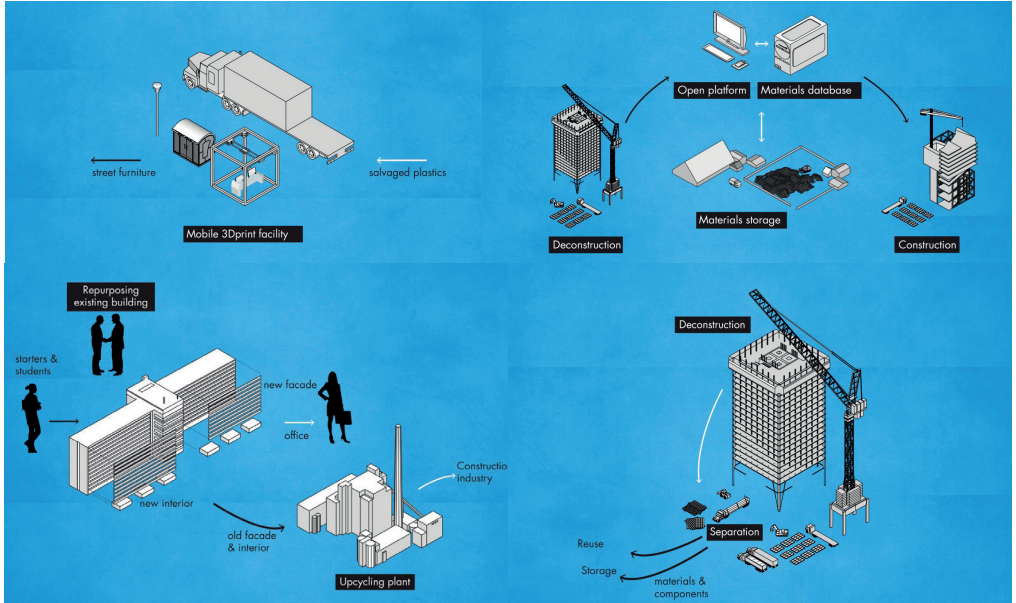 street furniture
salvaged plastics
Mobile 3Dprint facility
Open platform
Materials database
Materials storage
Deconstruction
Construction
Repurposing
existing building
starters &
students
new facade
office
new interior
old facade
& interior
Constructio
industry
Upcycling plant
Deconstruction
Separation
Reuse
Storage
materials &
components